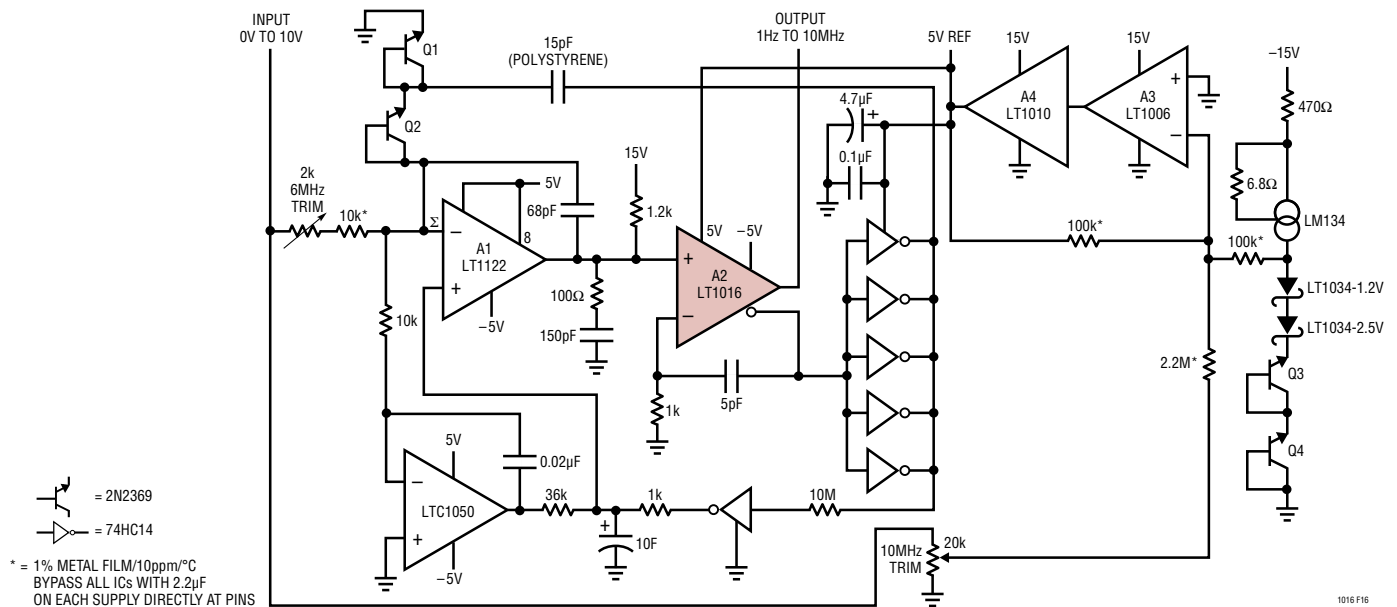 INPUT
0V TO 10V
Q1
15pF
(POLYSTYRENE)
OUTPUT
1Hz TO 10MHz
5V REF
15V
15V
–15V
Q2
4.7µF
+
A4
LT1010
A3
LT1006
+
–
470Ω
0.1µF
6.8Ω
LM134
2k
6MHz
TRIM
10k*
Σ
–
+
5V
8
A1
LT1122
–5V
68pF
15V
1.2k
5V
–5V
+
–
A2
LT1016
100k*
100k*
LT1034-1.2V
LT1034-2.5V
100Ω
150pF
10k
5pF
1k
2.2M*
Q3
Q4
5V
0.02µF
–
+
LTC1050
–5V
36k
+
10F
1k
10M
10MHz
TRIM
20k
= 2N2369
= 74HC14
* = 1% METAL FILM/10ppm/°C
BYPASS ALL ICs WITH 2.2µF
ON EACH SUPPLY DIRECTLY AT PINS
1016 F16